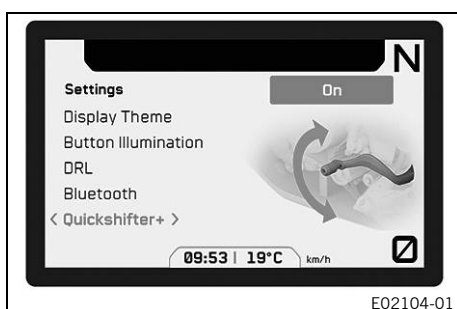 N
Settings
On
Display Theme
Button Illumination
DRL
Bluetooth
< Quickshifter+ >
09:53 | 19°C km/h
0
E02104-01